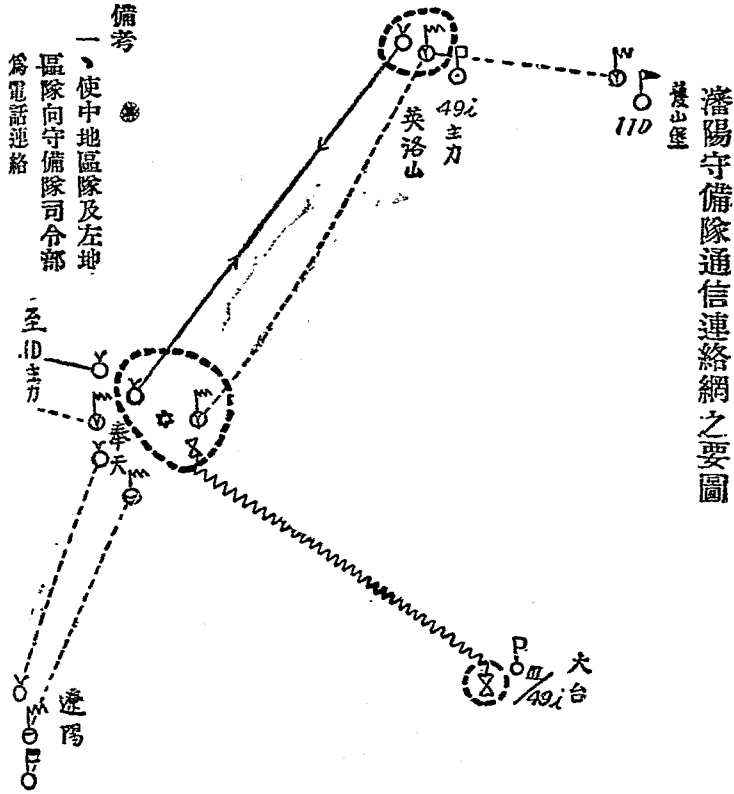 瀋陽守備隊通信連絡網之要圖
護山堡
11D
49i
主力
英洛山
備考
一、使中地區隊及左地
區隊向守備隊司令部
爲電話連絡
至
1D
主力
奉天
大台
III/49i
遼陽